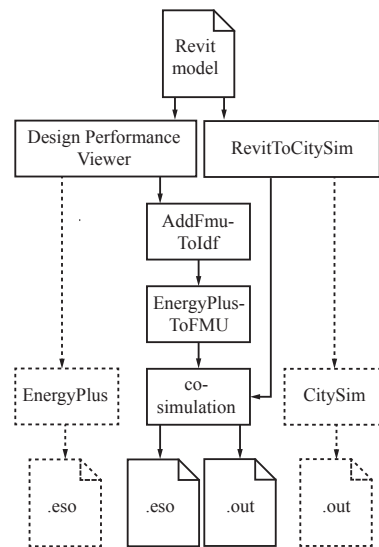 Revit
model
Design Performance
Viewer
RevitToCitySim
AddFmu-
ToIdf
EnergyPlus-
ToFMU
EnergyPlus
co-
simulation
CitySim
.eso
.eso
.out
.out